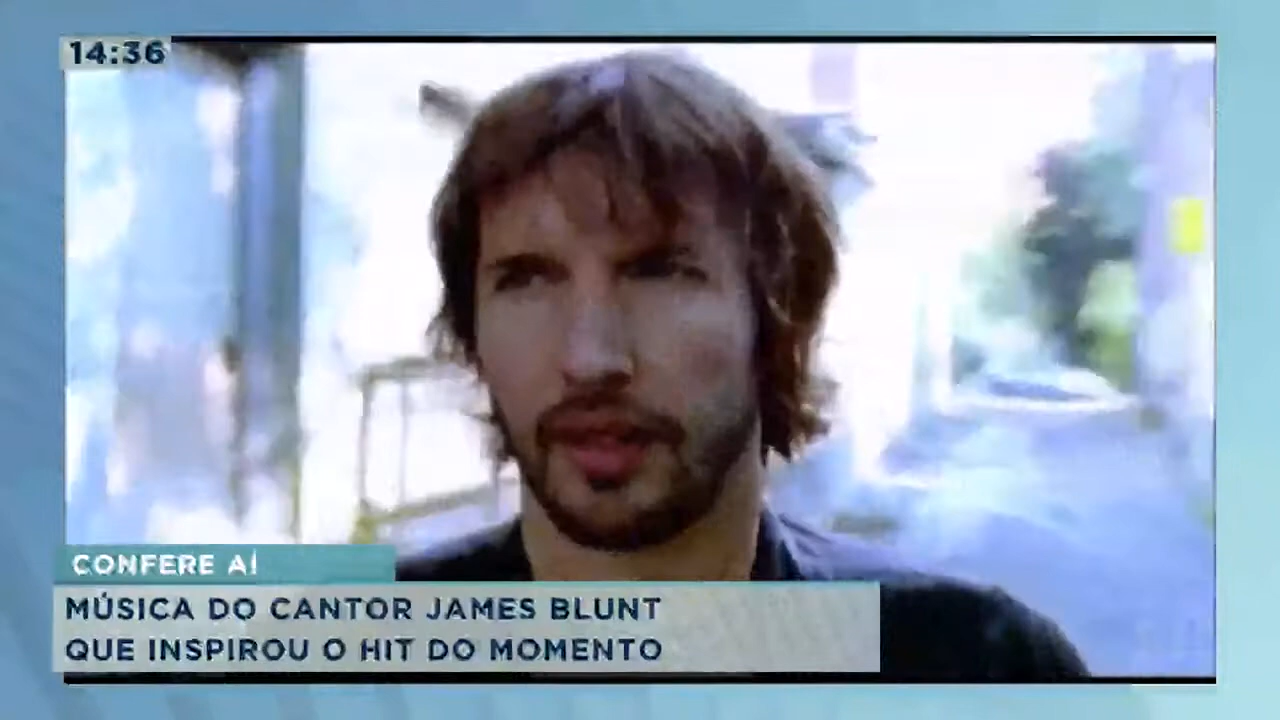 14:36
CONFERE AÍ
MÚSICA DO CANTOR JAMES BLUNT
QUE INSPIROU O HIT DO MOMENTO